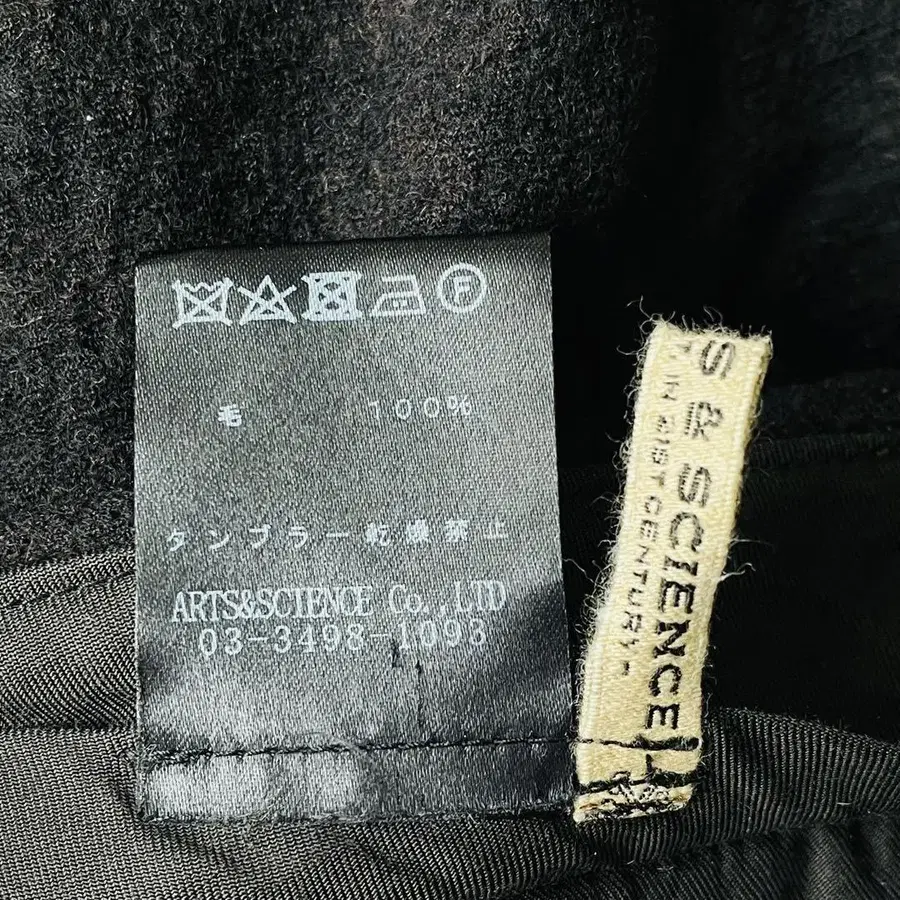 F
毛 100%
タンブラー乾燥禁止
ARTS&SCIENCE Co.,LTD
03-3498-1093
S & SCIENCE
IN 21ST CENTURY -